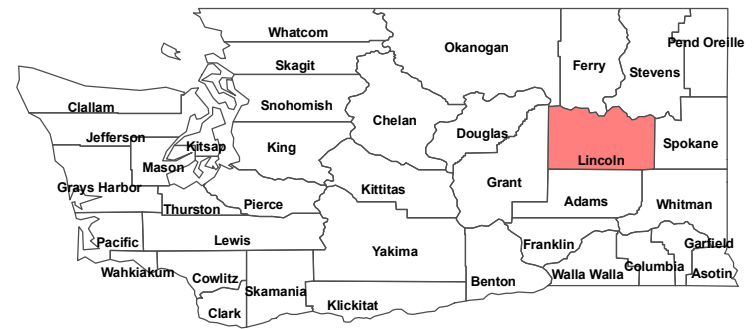 Whatcom
Okanogan
Ferry
Pend Oreille
Stevens
Skagit
Clallam
Snohomish
Chelan
Douglas
Jefferson
Kitsap
King
Lincoln
Spokane
Mason
Grays Harbor
Kittitas
Grant
Adams
Whitman
Thurston
Pierce
Pacific
Lewis
Yakima
Franklin
Garfield
Wahkiakum
Cowlitz
Skamania
Benton
Walla Walla
Columbia
Asotin
Clark
Klickitat